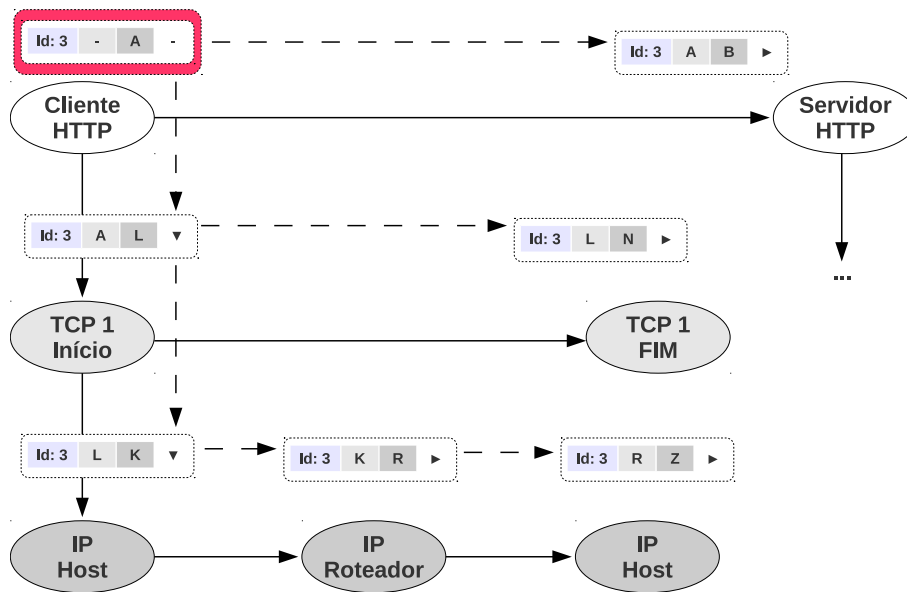 Id: 3 - A -
Id: 3 A B ►
Cliente
HTTP
Servidor
HTTP
Id: 3 A L ▼
Id: 3 L N ►
...
TCP 1
Início
TCP 1
FIM
Id: 3 L K ▼
Id: 3 K R ►
Id: 3 R Z ►
IP
Host
IP
Roteador
IP
Host